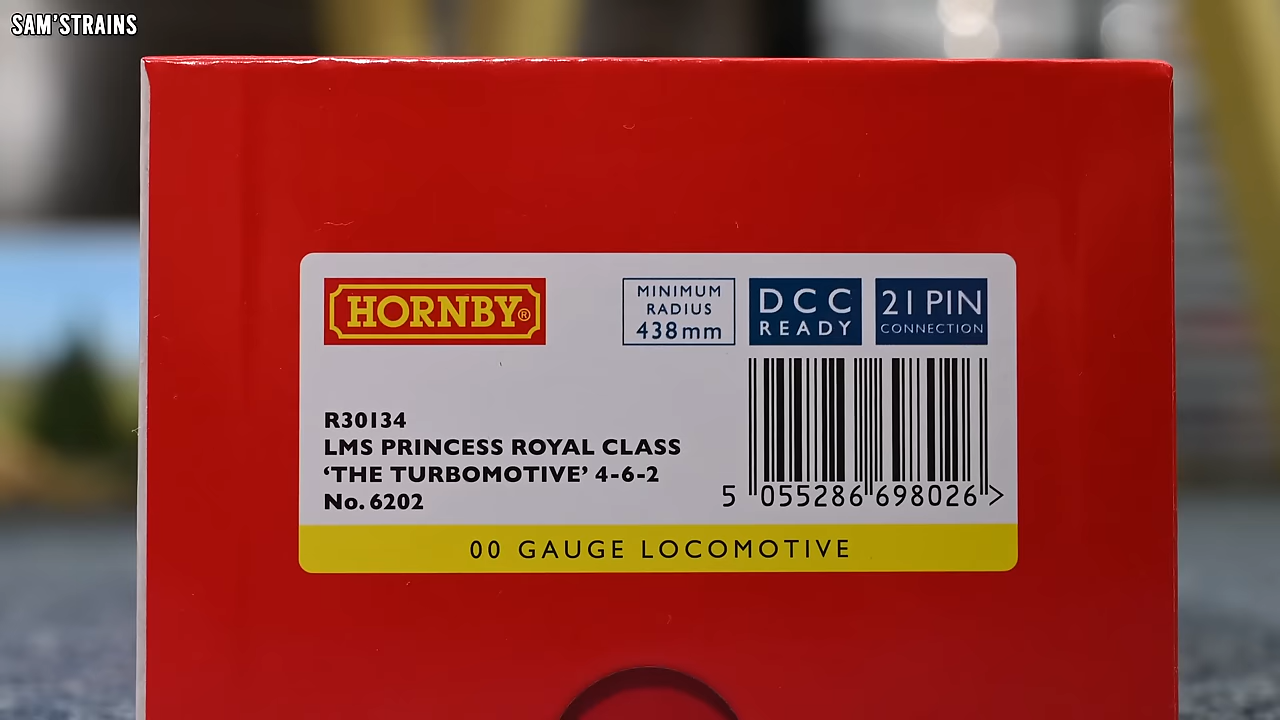 SAM'STRAINS
HORNBY®
MINIMUM
RADIUS
438mm
DCC
READY
21 PIN
CONNECTION
R30134
LMS PRINCESS ROYAL CLASS
‘THE TURBOMOTIVE’ 4-6-2
No. 6202
5 055286 698026 >
00 GAUGE LOCOMOTIVE